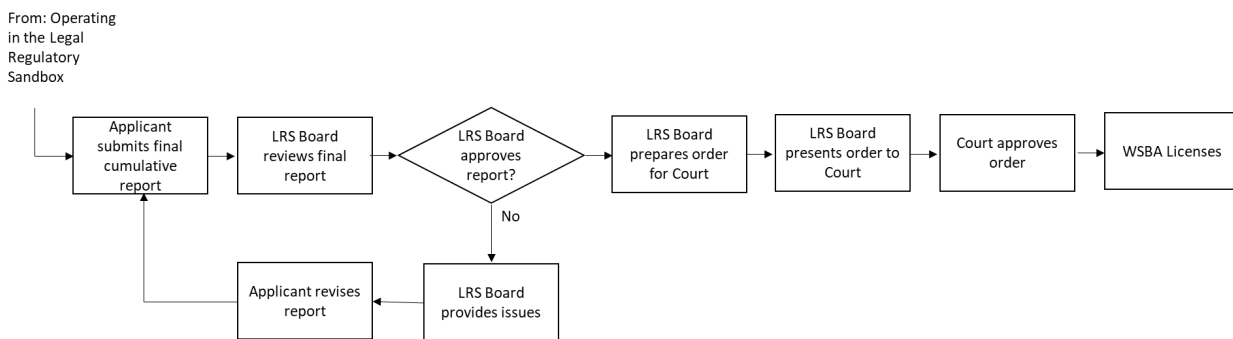 From: Operating
in the Legal
Regulatory
Sandbox
Applicant
submits final
cumulative
report
LRS Board
reviews final
report
LRS Board
approves
report?
LRS Board
prepares order
for Court
LRS Board
presents order to
Court
Court approves
order
WSBA Licenses
No
Applicant revises
report
LRS Board
provides issues